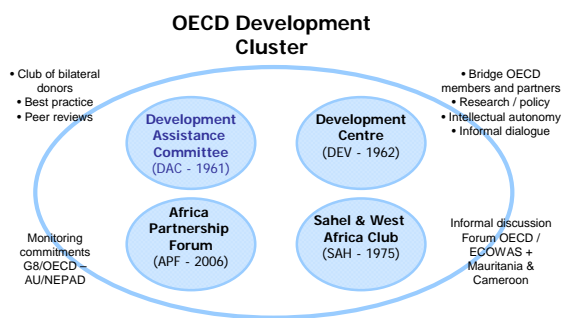 OECD Development
Cluster
• Club of bilateral
donors
• Best practice
• Peer reviews
• Bridge OECD
members and partners
• Research / policy
• Intellectual autonomy
• Informal dialogue
Development
Assistance
Committee
(DAC - 1961)
Development
Centre
(DEV - 1962)
Africa
Partnership
Forum
(APF - 2006)
Sahel & West
Africa Club
(SAH - 1975)
Monitoring
commitments
G8/OECD –
AU/NEPAD
Informal discussion
Forum OECD /
ECOWAS +
Mauritania &
Cameroon